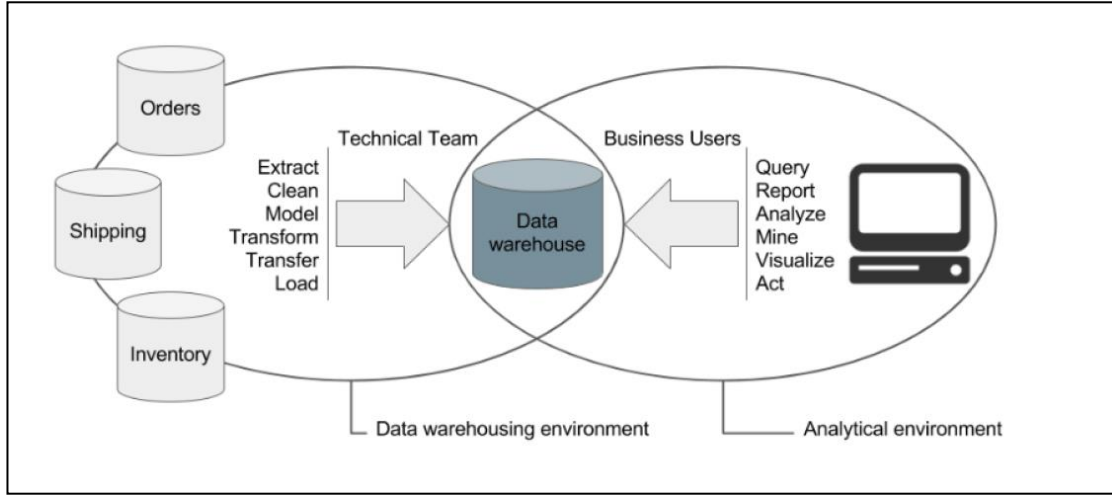 Orders
Shipping
Inventory
Technical Team
Extract
Clean
Model
Transform
Transfer
Load
Data
warehouse
Business Users
Query
Report
Analyze
Mine
Visualize
Act
Data warehousing environment
Analytical environment